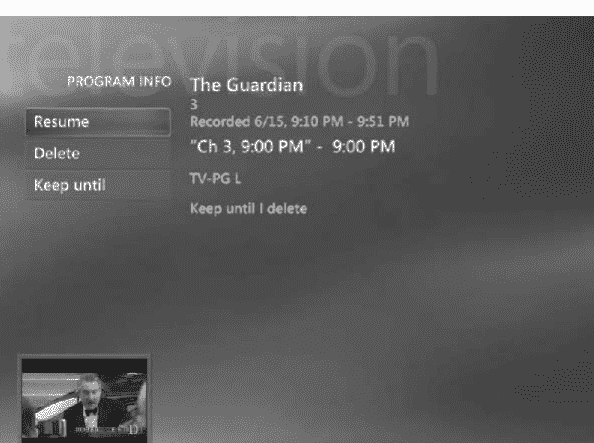 television
PROGRAM INFO
The Guardian
3
Resume
Recorded 6/15, 9:10 PM - 9:51 PM
Delete
"Ch 3, 9:00 PM" - 9:00 PM
Keep until
TV-PG L
Keep until I delete